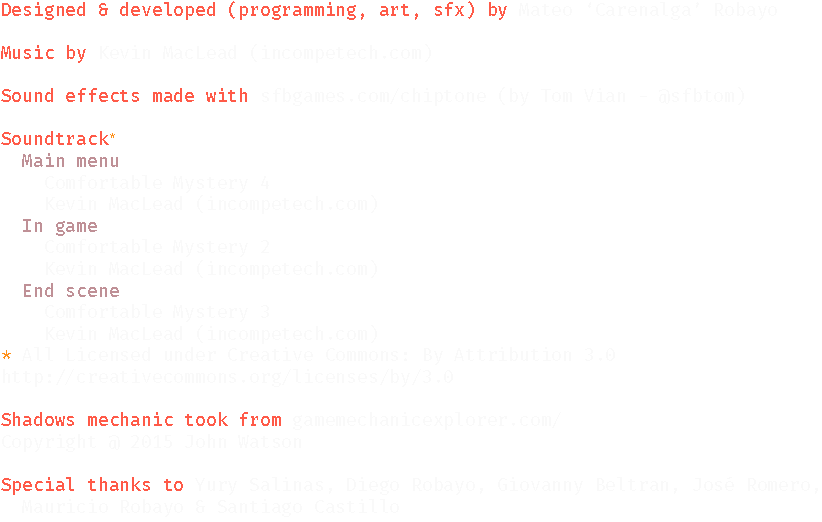 Designed & developed (programming, art, sfx) by Mateo 'Carenalga' Robayo
Music by Kevin MacLead (incompetech.com)
Sound effects made with sfbgames.com/chiptone (by Tom Vian - @sfbtom)
Soundtrack*
Main menu
Comfortable Mystery 4
Kevin MacLead (incompetech.com)
In game
Comfortable Mystery 2
Kevin MacLead (incompetech.com)
End scene
Comfortable Mystery 3
Kevin MacLead (incompetech.com)
* All Licensed under Creative Commons: By Attribution 3.0
http://creativecommons.org/licenses/by/3.0
Shadows mechanic took from gamemechanicexplorer.com/
Copyright © 2015 John Watson
Special thanks to Yury Salinas, Diego Robayo, Giovanny Beltran, José Romero,
Mauricio Robayo & Santiago Castillo